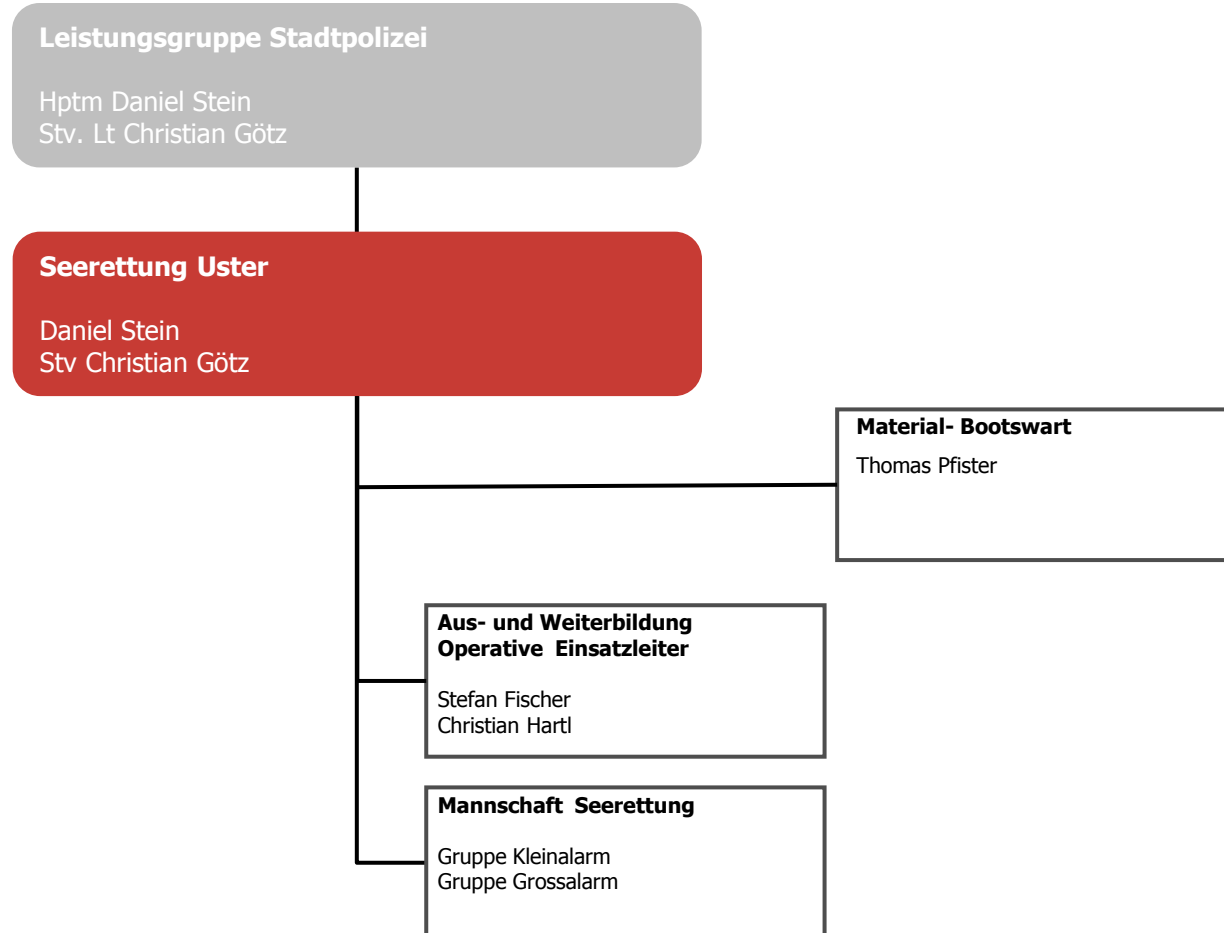 Leistungsgruppe Stadtpolizei
Hptm Daniel Stein
Stv. Lt Christian Götz
Seerettung Uster
Daniel Stein
Stv Christian Götz
Material- Bootswart
Thomas Pfister
Aus- und Weiterbildung
Operative Einsatzleiter
Stefan Fischer
Christian Hartl
Mannschaft Seerettung
Gruppe Kleinalarm
Gruppe Grossalarm